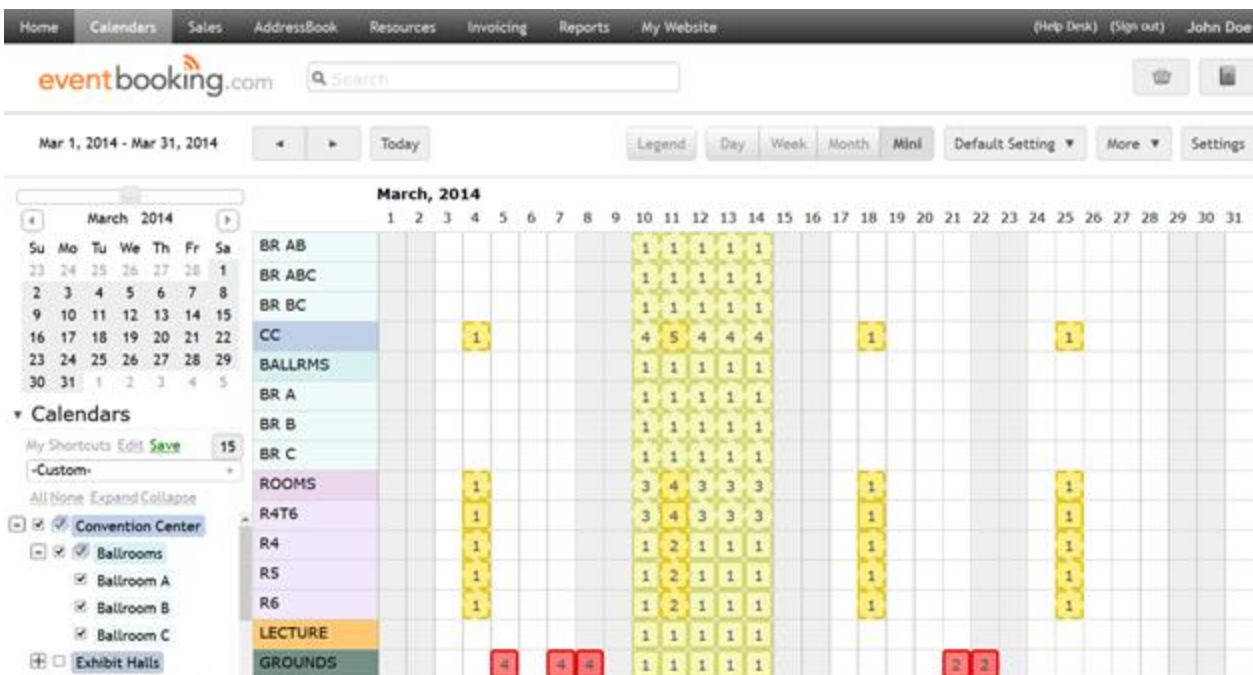 Home Calendars Sales AddressBook Resources Invoicing Reports My Website (Help Desk) (Sign out) John Doe
eventbooking.com Search
Mar 1, 2014 - Mar 31, 2014 Today Legend Day Week Month Mini Default Setting More Settings
March, 2014
1 2 3 4 5 6 7 8 9 10 11 12 13 14 15 16 17 18 19 20 21 22 23 24 25 26 27 28 29 30 31
March 2014
Su Mo Tu We Th Fr Sa
23 24 25 26 27 28 1
2 3 4 5 6 7 8
9 10 11 12 13 14 15
16 17 18 19 20 21 22
23 24 25 26 27 28 29
30 31 1 2 3 4 5
Calendars
My Shortcuts Edit Save 15
-Custom-
All None Expand Collapse
Convention Center
Ballrooms
Ballroom A
Ballroom B
Ballroom C
Exhibit Halls
BR AB 1 1 1 1 1
BR ABC 1 1 1 1 1
BR BC 1 1 1 1 1
CC 1 4 5 4 4 4 1 1
BALLRMS 1 1 1 1 1
BR A 1 1 1 1 1
BR B 1 1 1 1 1
BR C 1 1 1 1 1
ROOMS 1 3 4 3 3 3 1 1
R4T6 1 3 4 3 3 3 1 1
R4 1 1 2 1 1 1 1 1
R5 1 1 2 1 1 1 1 1
R6 1 1 2 1 1 1 1 1
LECTURE 1 1 1 1 1
GROUNDS 4 4 4 1 1 1 1 1 2 2